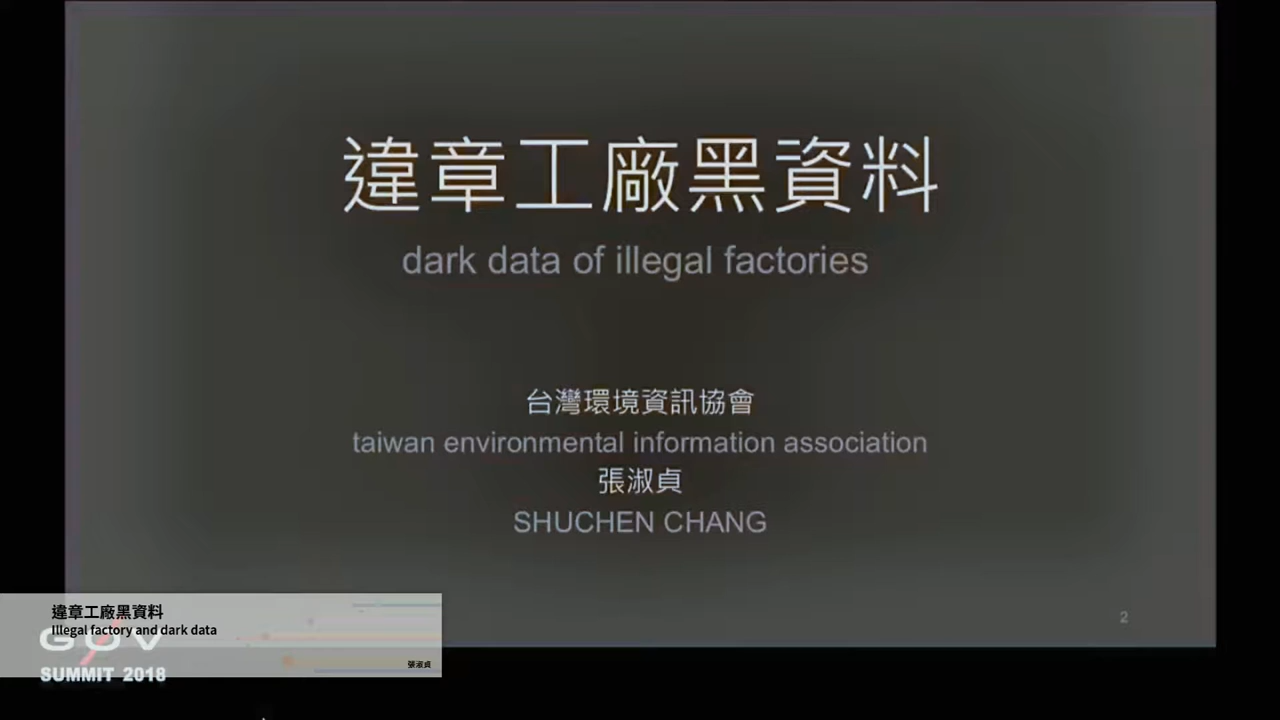 違章工廠黑資料
dark data of illegal factories
台灣環境資訊協會
taiwan environmental information association
張淑貞
SHUCHEN CHANG
2
違章工廠黑資料
Illegal factory and dark data
張淑貞
G0V
SUMMIT 2018